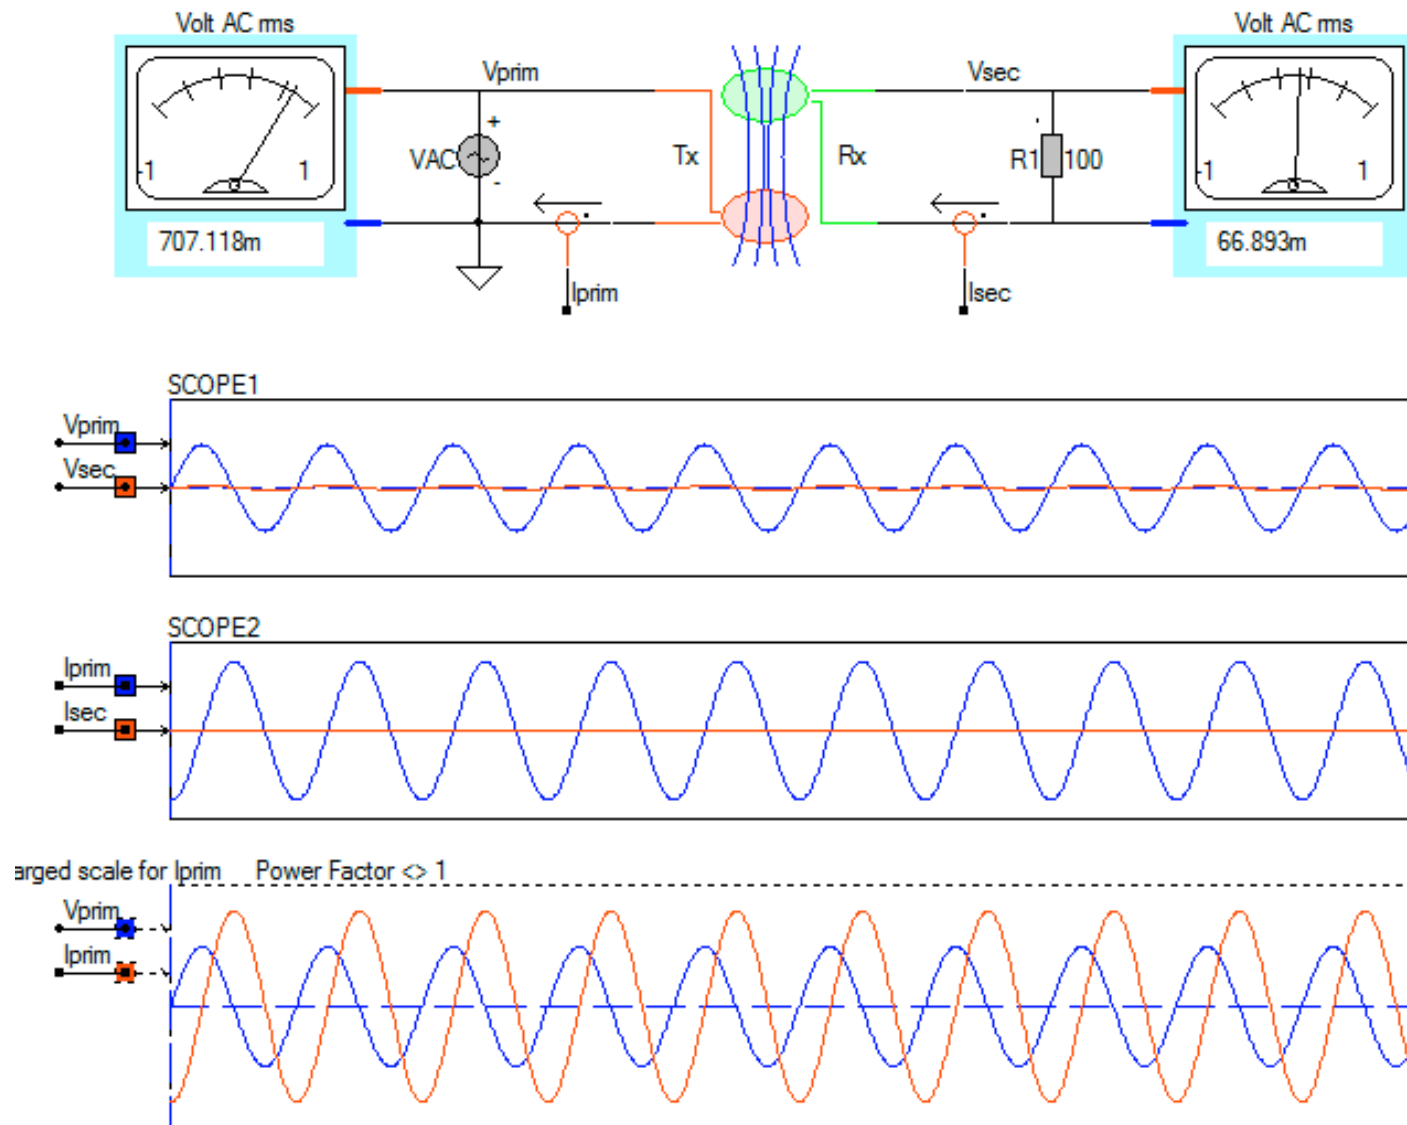 Volt AC rms
Volt AC rms
Vprim
Vsec
-1
1
VAC
+
-
Tx
Rx
R1
100
-1
1
707.118m
66.893m
Iprim
Isec
SCOPE1
Vprim
Vsec
SCOPE2
Iprim
Isec
arged scale for Iprim Power Factor <> 1
Vprim
Iprim